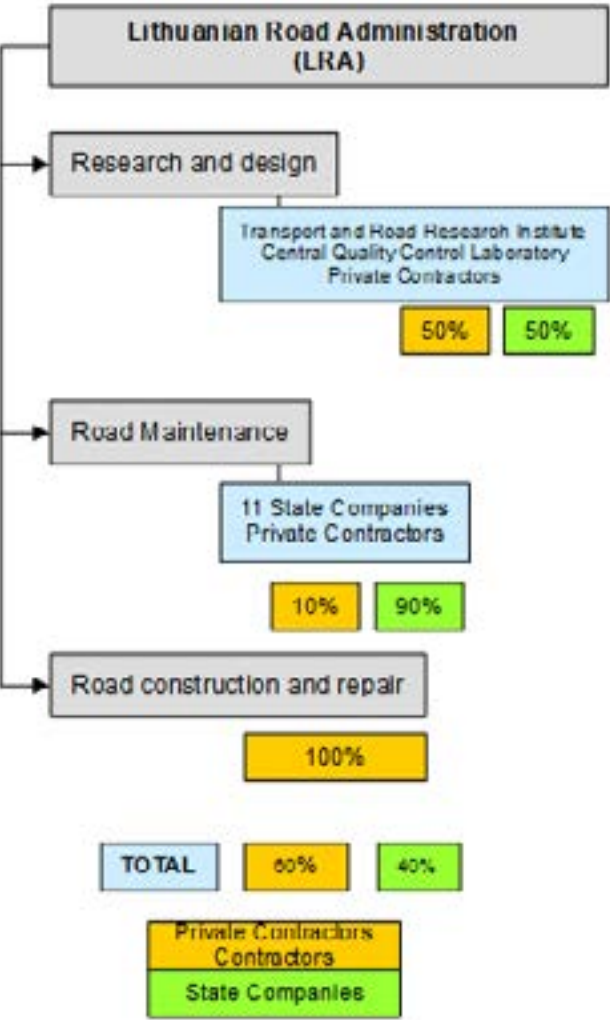 Lithuanian Road Administration
(LRA)
Research and design
Transport and Road Research Institute
Central Quality Control Laboratory
Private Contractors
50% 50%
Road Maintenance
11 State Companies
Private Contractors
10% 90%
Road construction and repair
100%
TOTAL 60% 40%
Private Contractors
Contractors
State Companies